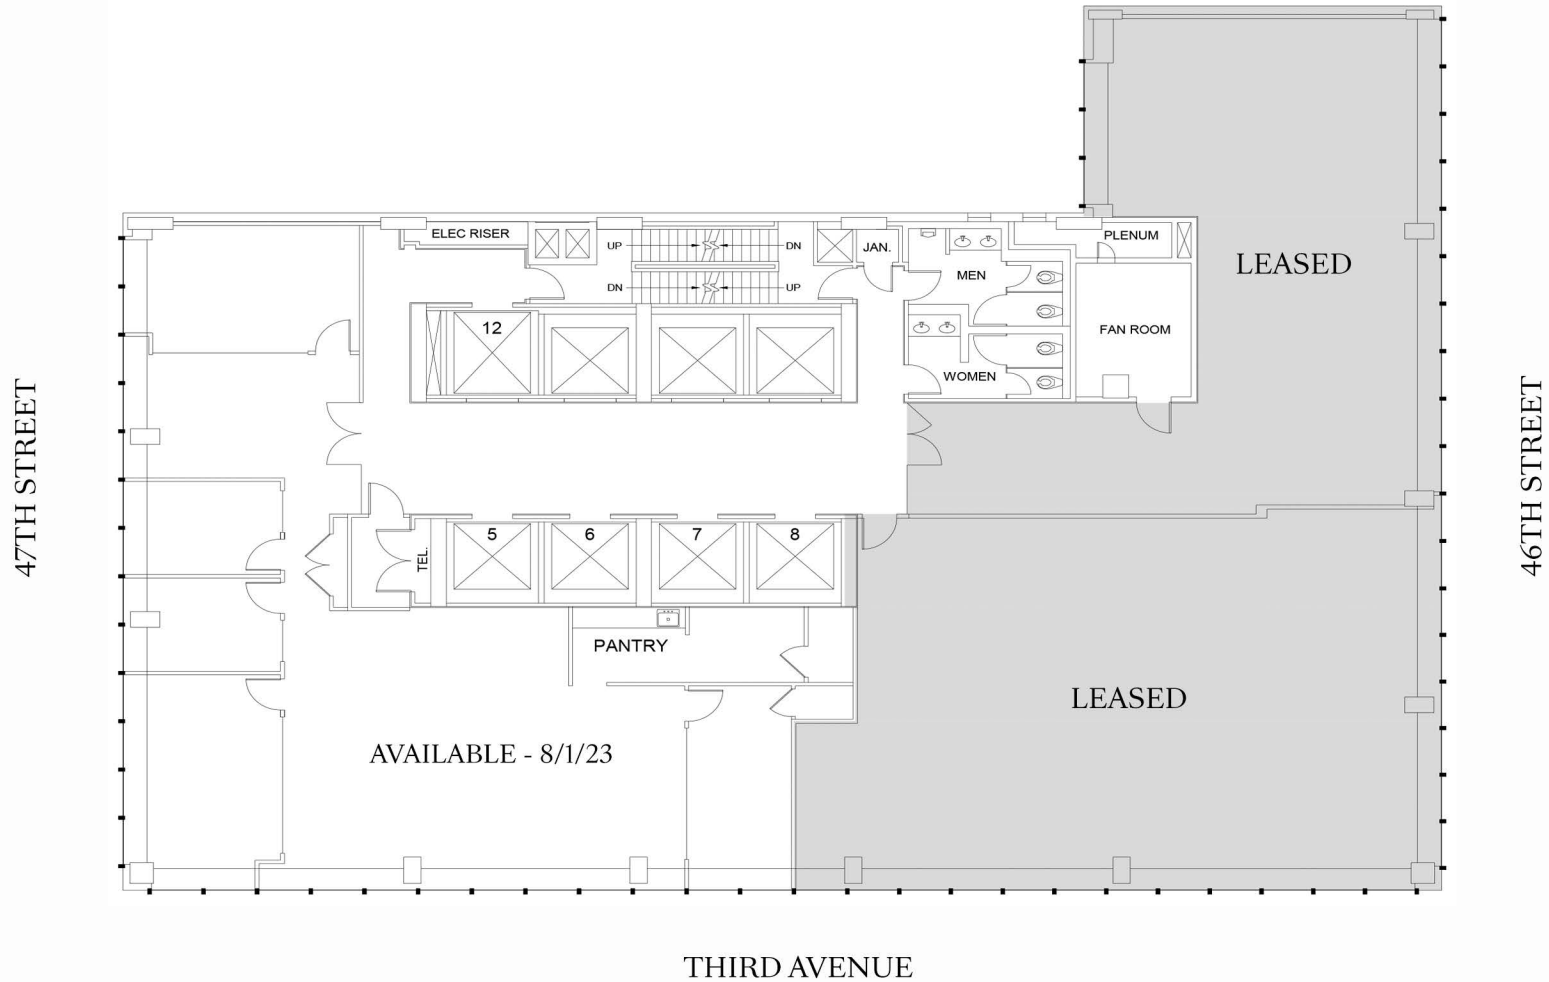 ELEC RISER
UP
DN
JAN.
PLENUM
MEN
LEASED
DN
UP
12
FAN ROOM
WOMEN
47TH STREET
46TH STREET
TEL.
5
6
7
8
PANTRY
LEASED
AVAILABLE - 8/1/23
THIRD AVENUE